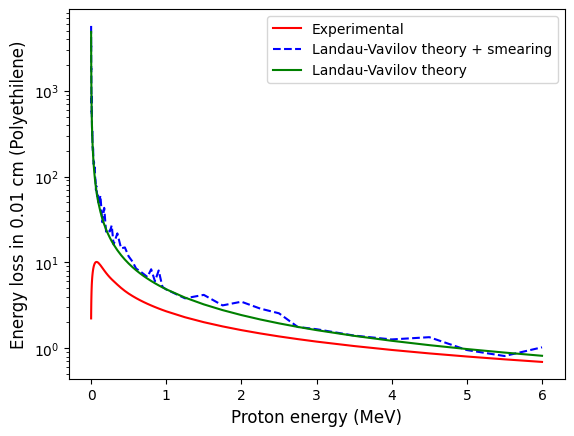 Experimental
Landau-Vavilov theory + smearing
Landau-Vavilov theory
Energy loss in 0.01 cm (Polyethilene)
10³
10²
10¹
10⁰
0 1 2 3 4 5 6
Proton energy (MeV)